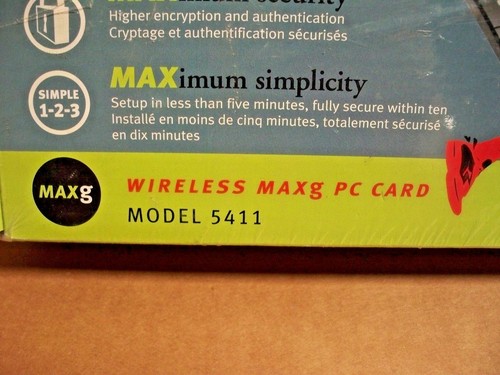 security
Higher encryption and authentication
Cryptage et authentification sécurisés
SIMPLE
1-2-3
MAXimum simplicity
Setup in less than five minutes, fully secure within ten
Installé en moins de cinq minutes, totalement sécurisé
en dix minutes
MAXg
WIRELESS MAXg PC CARD
MODEL 5411